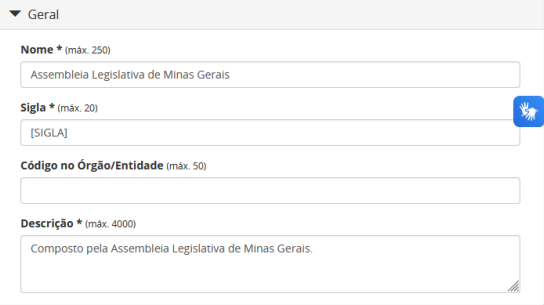 Geral
Nome * (máx. 250)
Assembleia Legislativa de Minas Gerais
Sigla * (máx. 20)
[SIGLA]
Código no Órgão/Entidade (máx. 50)
Descrição * (máx. 4000)
Composto pela Assembleia Legislativa de Minas Gerais.